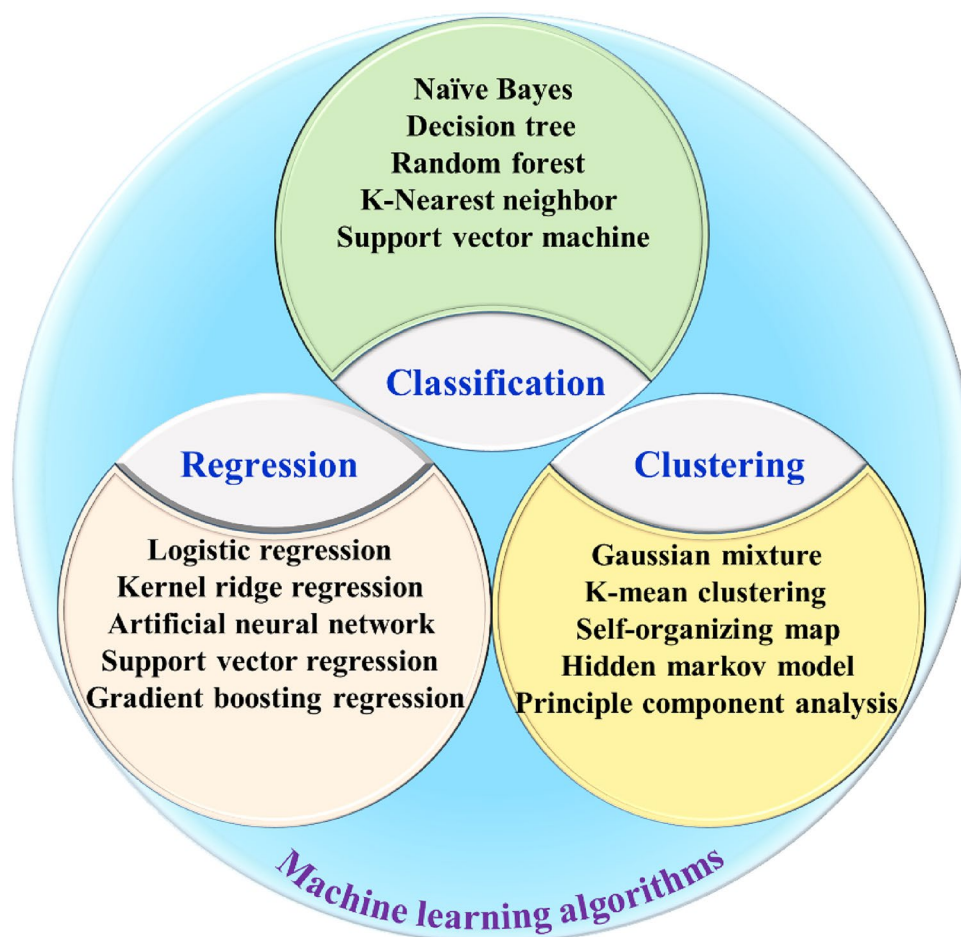 Naïve Bayes
Decision tree
Random forest
K-Nearest neighbor
Support vector machine
Classification
Regression
Logistic regression
Kernel ridge regression
Artificial neural network
Support vector regression
Gradient boosting regression
Clustering
Gaussian mixture
K-mean clustering
Self-organizing map
Hidden markov model
Principle component analysis
Machine learning algorithms